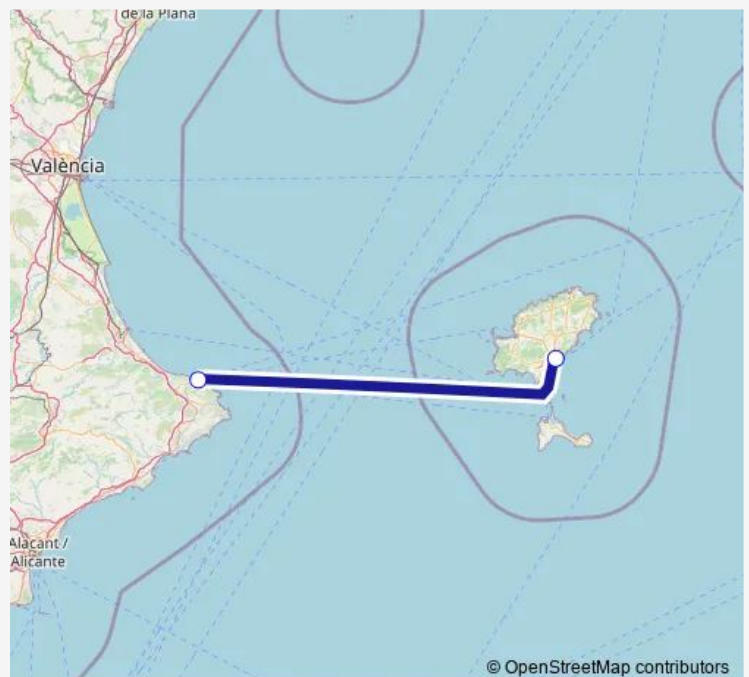 de la Plana
València
Alacant /
Alicante
© OpenStreetMap contributors